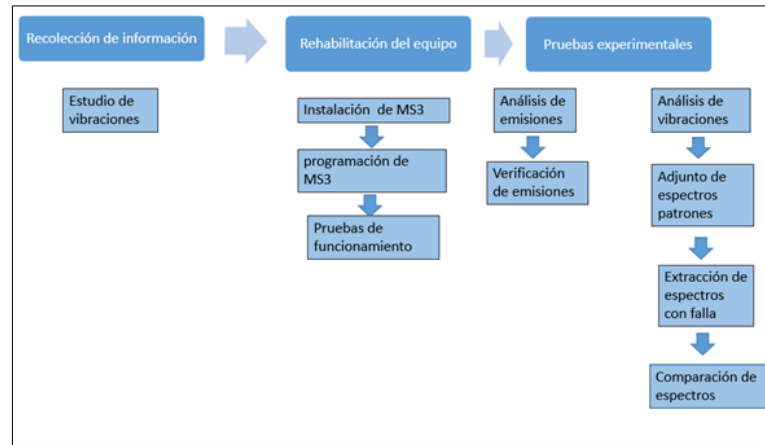 Recolección de información
Rehabilitación del equipo
Pruebas experimentales
Estudio de
vibraciones
Instalación de MS3
programación de
MS3
Pruebas de
funcionamiento
Análisis de
emisiones
Verificación
de emisiones
Análisis de
vibraciones
Adjunto de
espectros
patrones
Extracción de
espectros
con falla
Comparación de
espectros